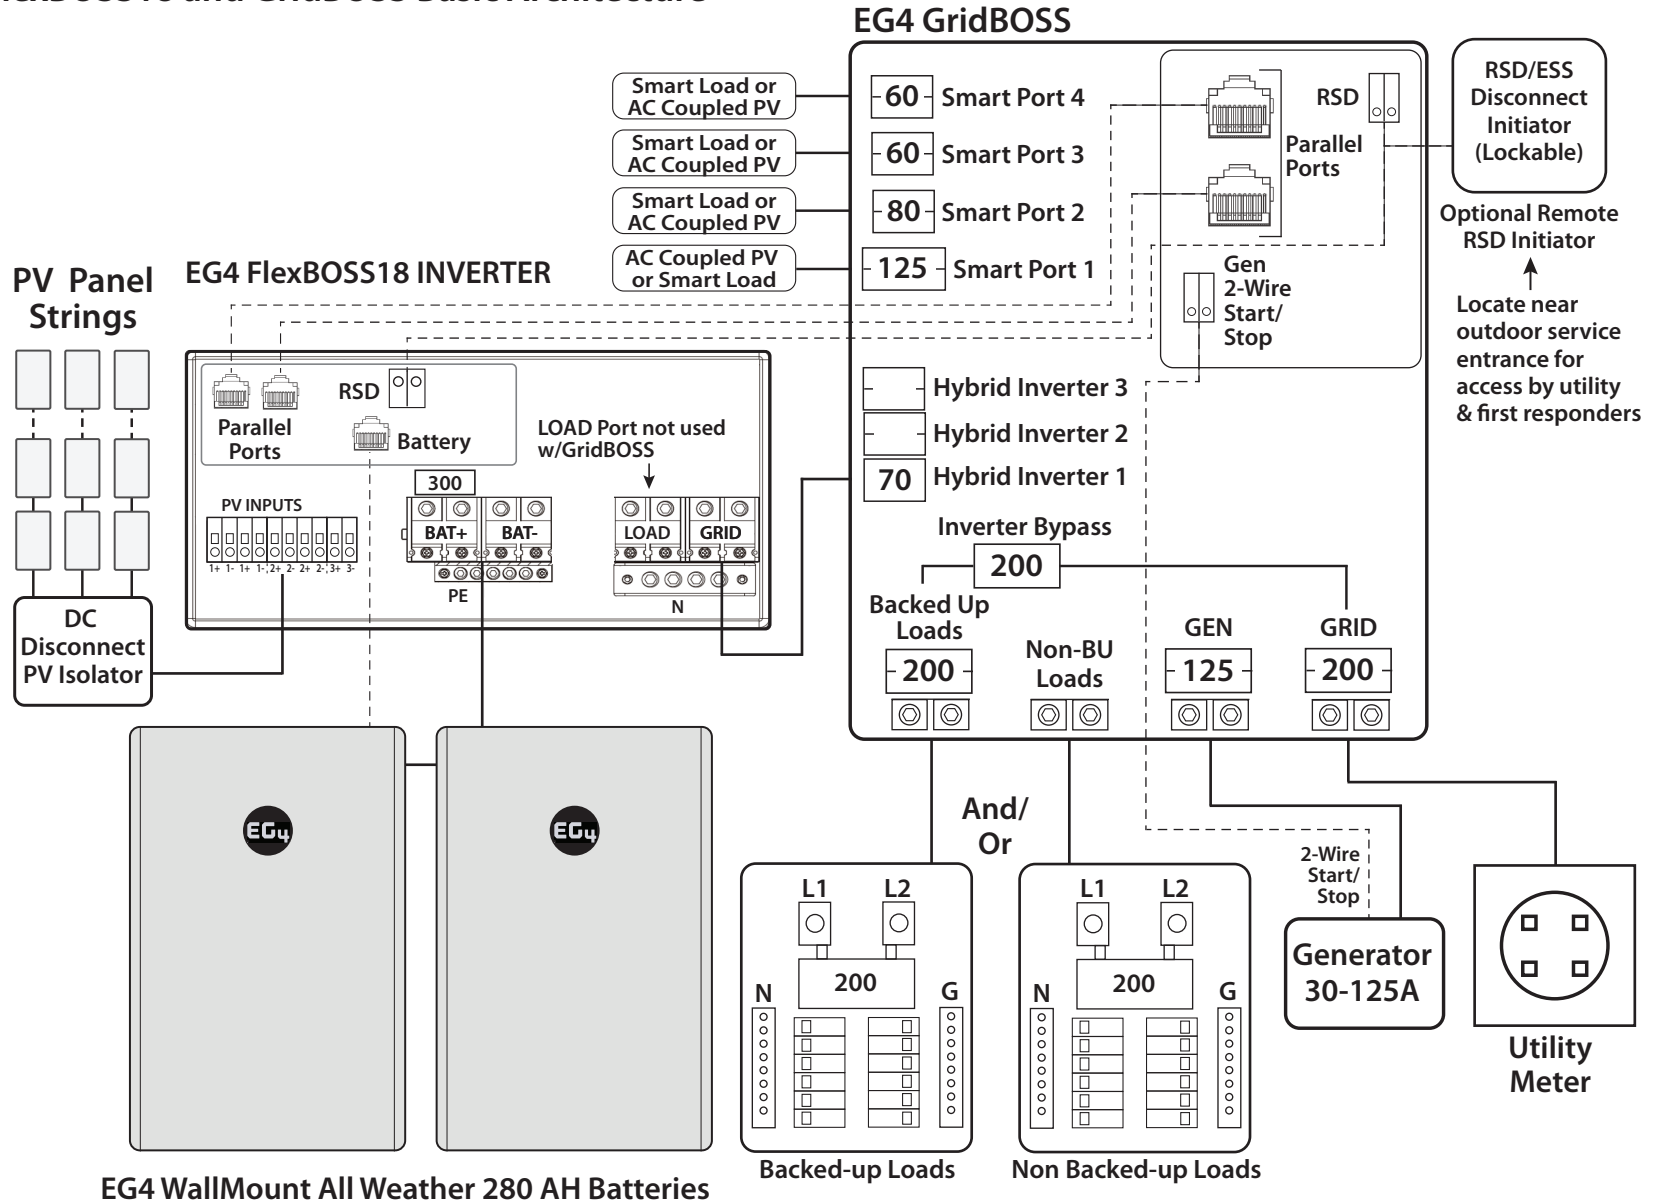 FlexBOSS18 and GridBOSS Basic Architecture
EG4 GridBOSS
Smart Load or
AC Coupled PV
60
Smart Port 4
Smart Load or
AC Coupled PV
60
Smart Port 3
Smart Load or
AC Coupled PV
80
Smart Port 2
AC Coupled PV
or Smart Load
125
Smart Port 1
RSD
Parallel
Ports
Gen
2-Wire
Start/
Stop
RSD/ESS
Disconnect
Initiator
(Lockable)
Optional Remote
RSD Initiator
Locate near
outdoor service
entrance for
access by utility
& first responders
PV Panel
Strings
EG4 FlexBOSS18 INVERTER
Parallel
Ports
RSD
Battery
LOAD Port not used
w/GridBOSS
300
PV INPUTS
1+ 1- 1+ 1- 2+ 2- 2+ 2- 3+ 3-
BAT+
BAT-
LOAD
GRID
PE
N
DC
Disconnect
PV Isolator
Hybrid Inverter 3
Hybrid Inverter 2
70
Hybrid Inverter 1
Inverter Bypass
200
Backed Up
Loads
200
Non-BU
Loads
GEN
125
GRID
200
EG4
EG4
And/
Or
L1
L2
200
N
G
Backed-up Loads
L1
L2
200
N
G
Non Backed-up Loads
2-Wire
Start/
Stop
Generator
30-125A
Utility
Meter
EG4 WallMount All Weather 280 AH Batteries